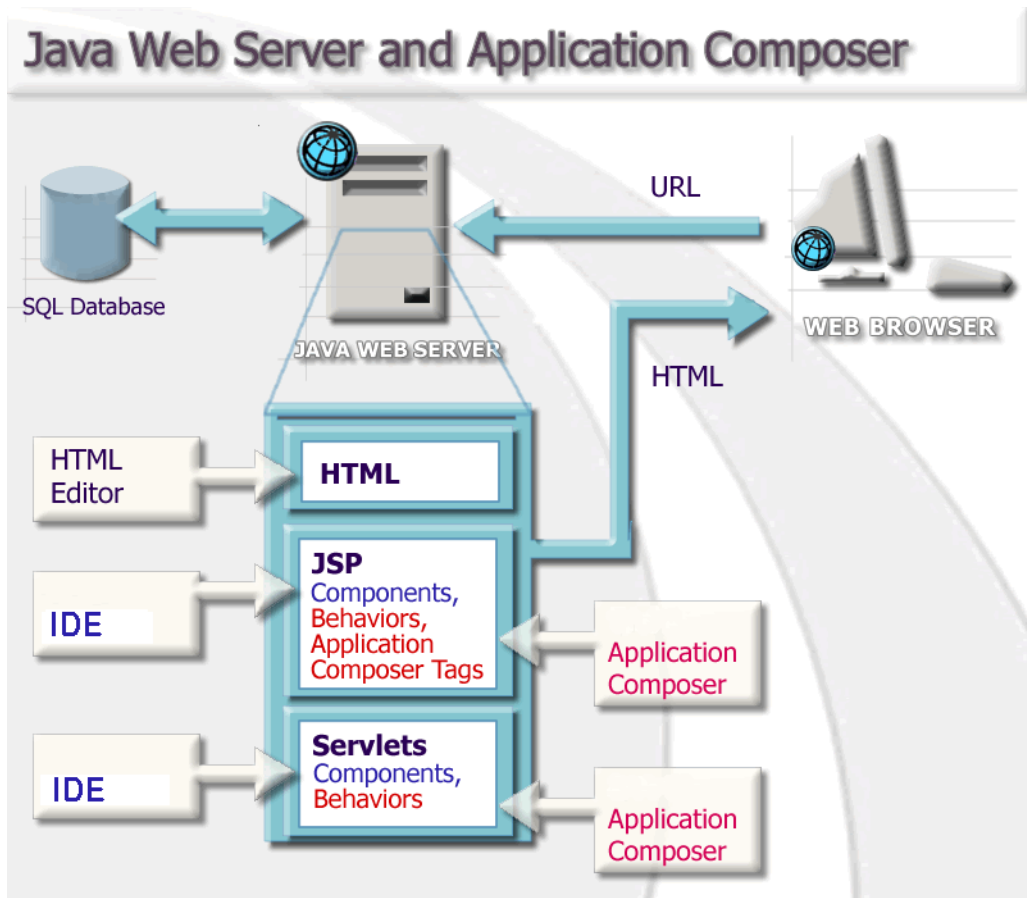 Java Web Server and Application Composer
URL
SQL Database
WEB BROWSER
JAVA WEB SERVER
HTML
HTML
Editor
HTML
JSP
Components,
Behaviors,
Application
Composer Tags
IDE
Application
Composer
Servlets
Components,
Behaviors
IDE
Application
Composer